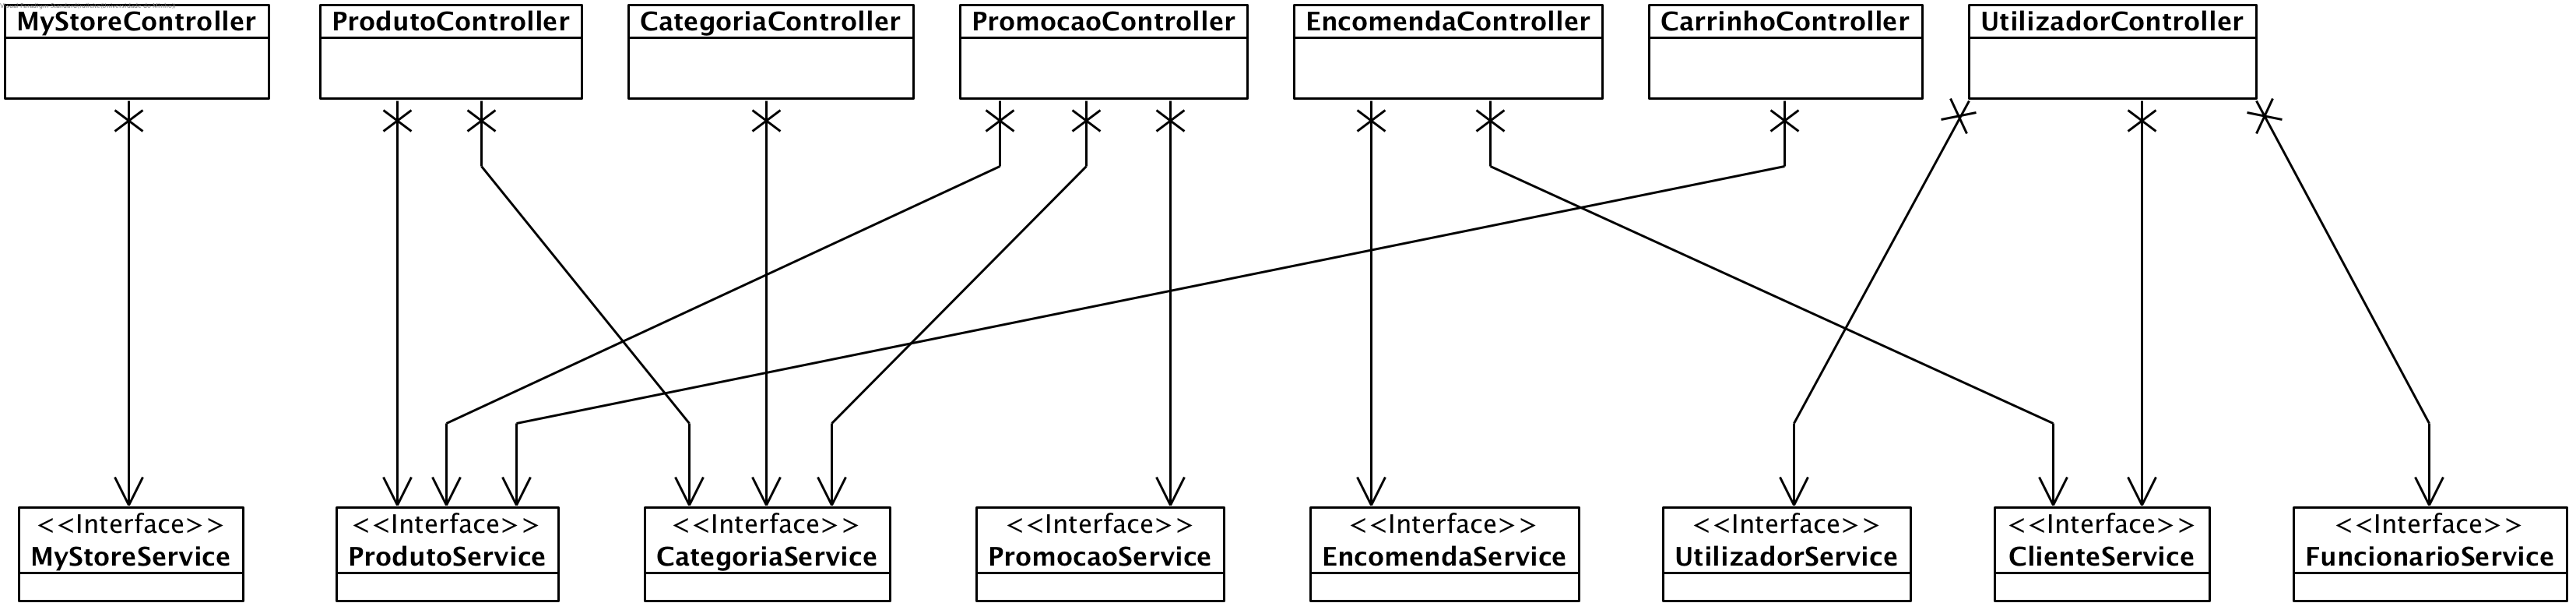 MyStoreController
ProdutoController
CategoriaController
PromocaoController
EncomendaController
CarrinhoController
UtilizadorController
<<Interface>>
MyStoreService
<<Interface>>
ProdutoService
<<Interface>>
CategoriaService
<<Interface>>
PromocaoService
<<Interface>>
EncomendaService
<<Interface>>
UtilizadorService
<<Interface>>
ClienteService
<<Interface>>
FuncionarioService